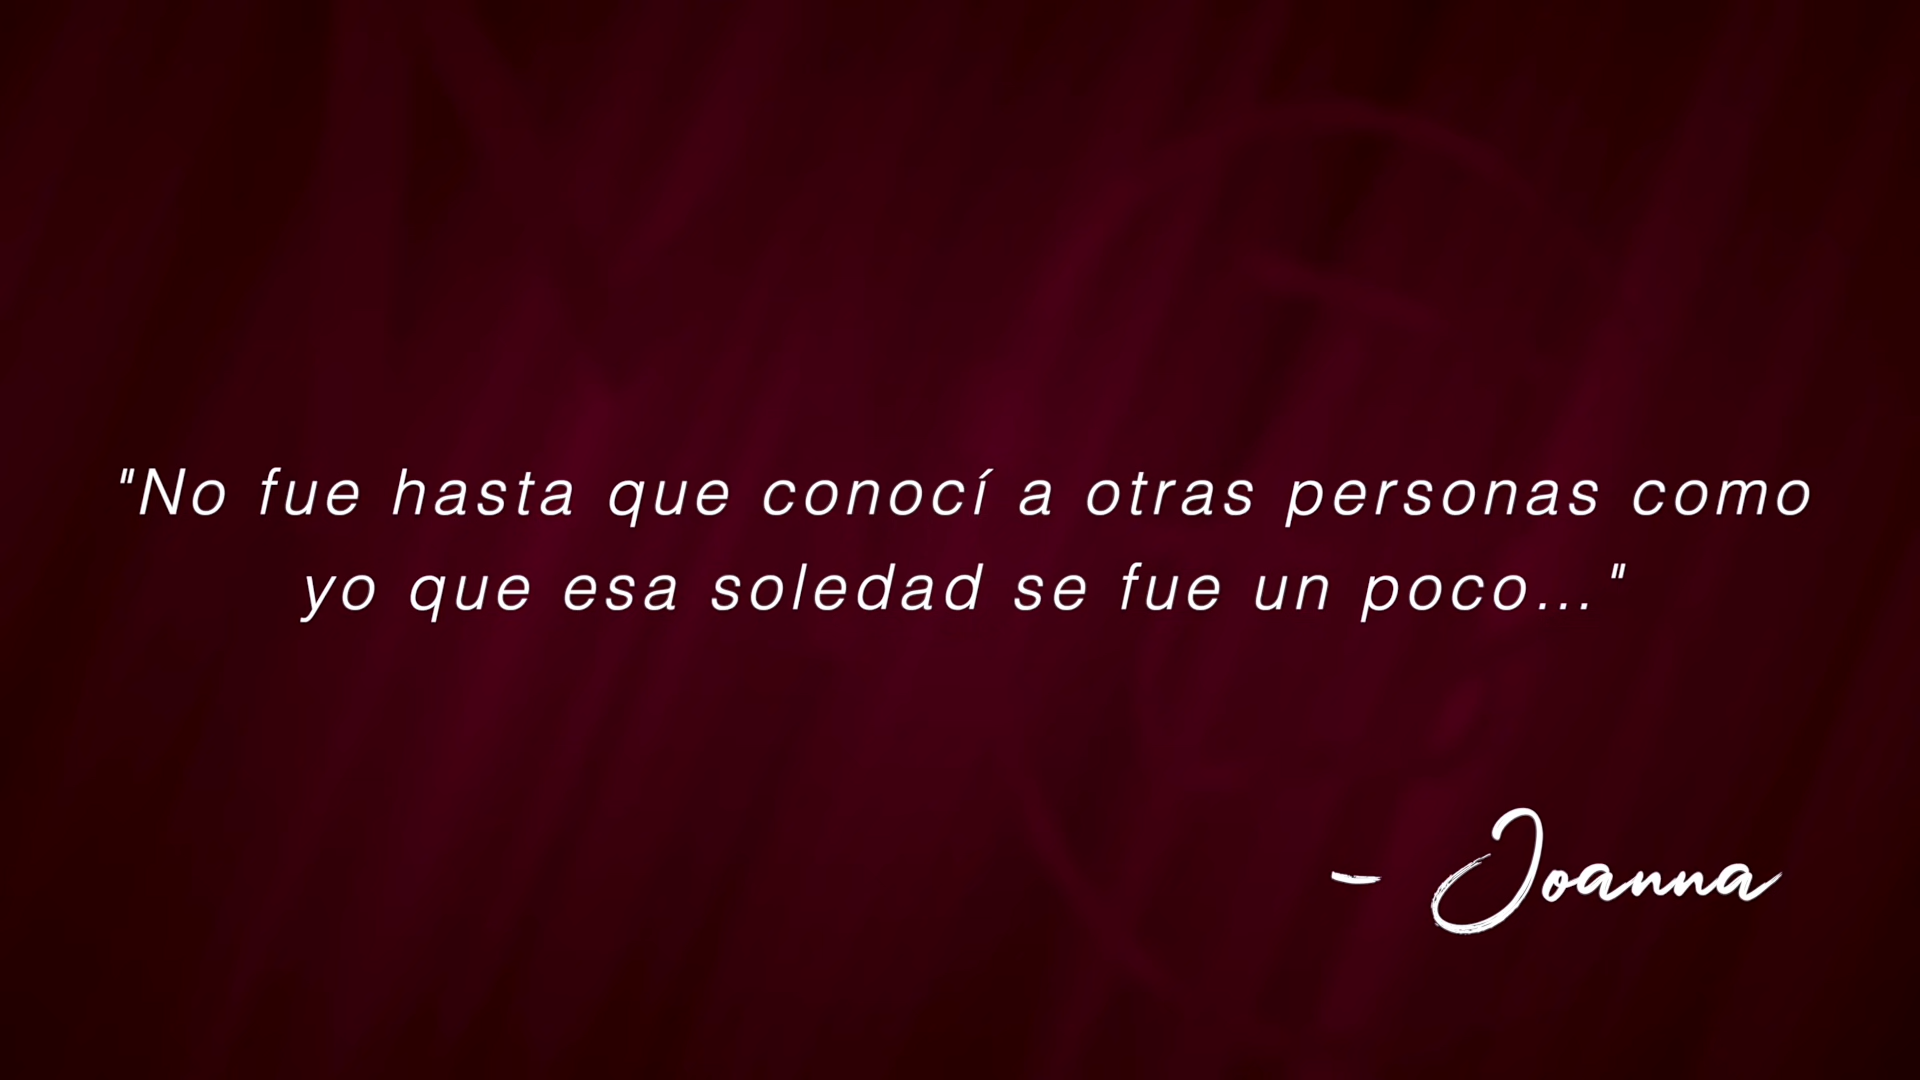 "No fue hasta que conocí a otras personas como
yo que esa soledad se fue un poco..."
- Joanna